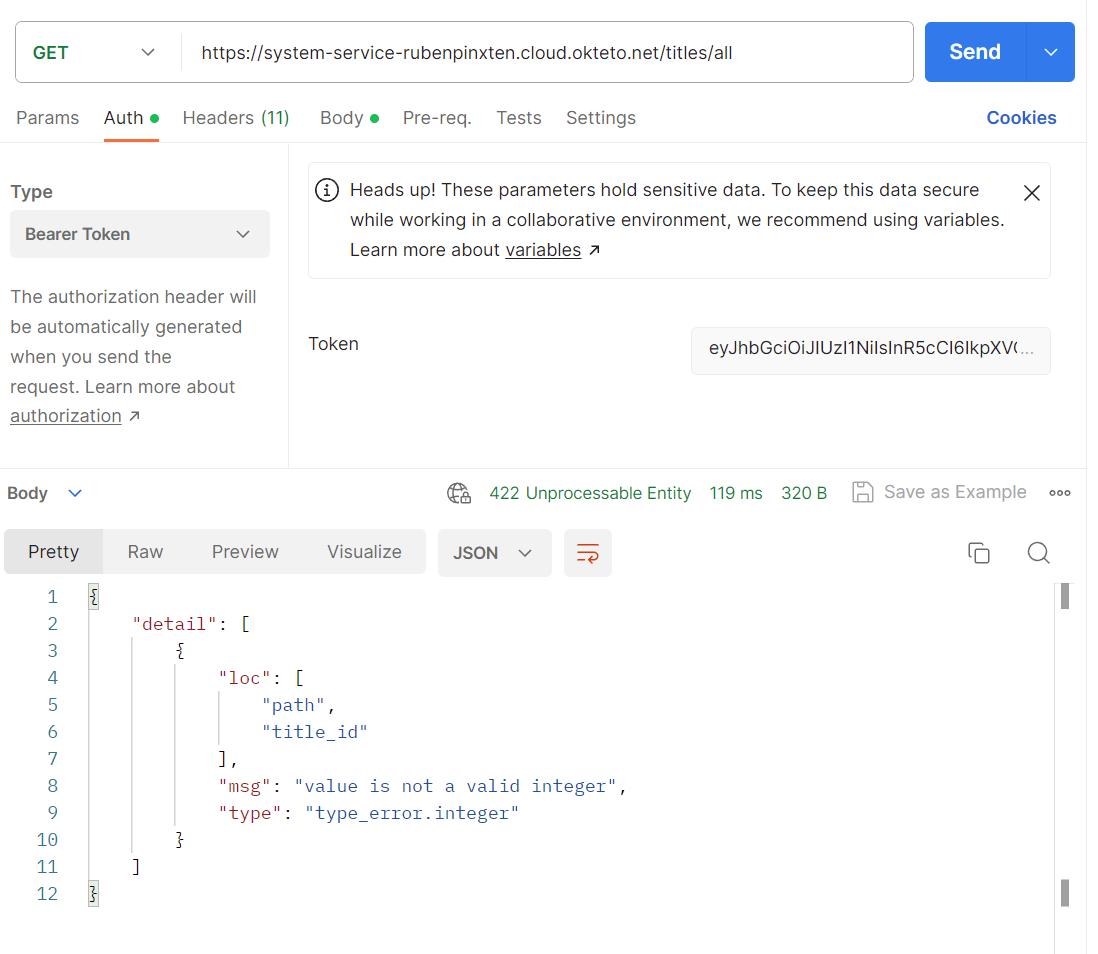 GET https://system-service-rubenpinxten.cloud.okteto.net/titles/all Send
Params Auth Headers (11) Body Pre-req. Tests Settings Cookies
Type
Bearer Token
The authorization header will
be automatically generated
when you send the
request. Learn more about
authorization ↗
Heads up! These parameters hold sensitive data. To keep this data secure
while working in a collaborative environment, we recommend using variables.
Learn more about variables ↗
Token eyJhbGciOiJIUzI1NiIsInR5cCI6IkpXV...
Body 422 Unprocessable Entity 119 ms 320 B Save as Example
Pretty Raw Preview Visualize JSON
1 {
2 "detail": [
3 {
4 "loc": [
5 "path",
6 "title_id"
7 ],
8 "msg": "value is not a valid integer",
9 "type": "type_error.integer"
10 }
11 ]
12 }